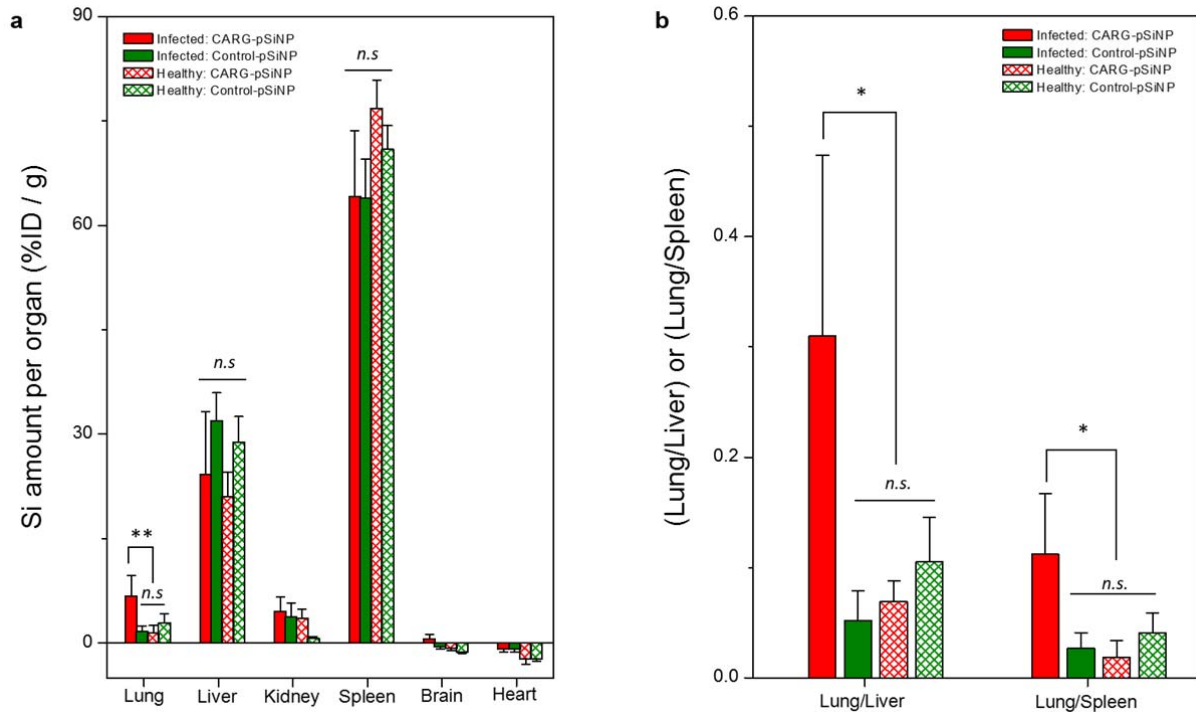 a
90
60
30
0
Si amount per organ (%ID / g)
Infected: CARG-pSiNP
Infected: Control-pSiNP
Healthy: CARG-pSiNP
Healthy: Control-pSiNP
**
n.s
n.s
n.s
Lung
Liver
Kidney
Spleen
Brain
Heart
b
0.6
0.4
0.2
0.0
(Lung/Liver) or (Lung/Spleen)
Infected: CARG-pSiNP
Infected: Control-pSiNP
Healthy: CARG-pSiNP
Healthy: Control-pSiNP
*
n.s.
*
n.s.
Lung/Liver
Lung/Spleen